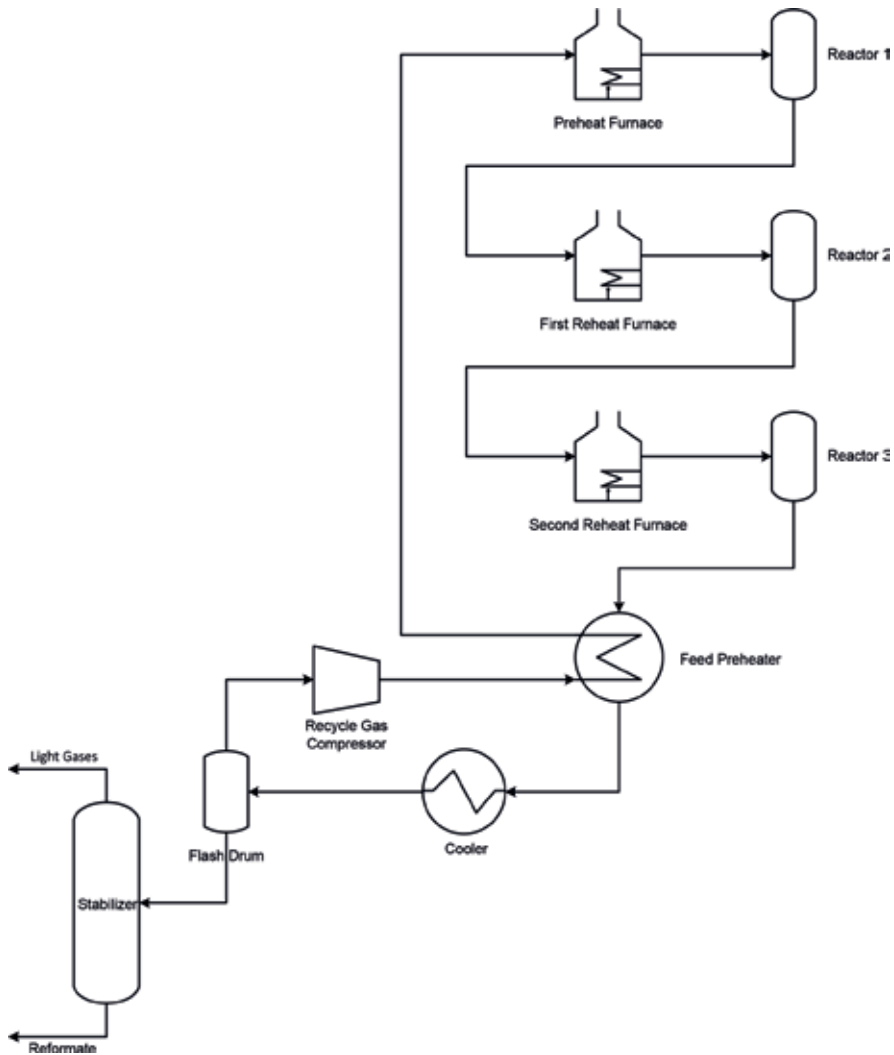 Reactor 1
Preheat Furnace
Reactor 2
First Reheat Furnace
Reactor 3
Second Reheat Furnace
Feed Preheater
Recycle Gas
Compressor
Light Gases
Cooler
Flash Drum
Stabilizer
Reformate